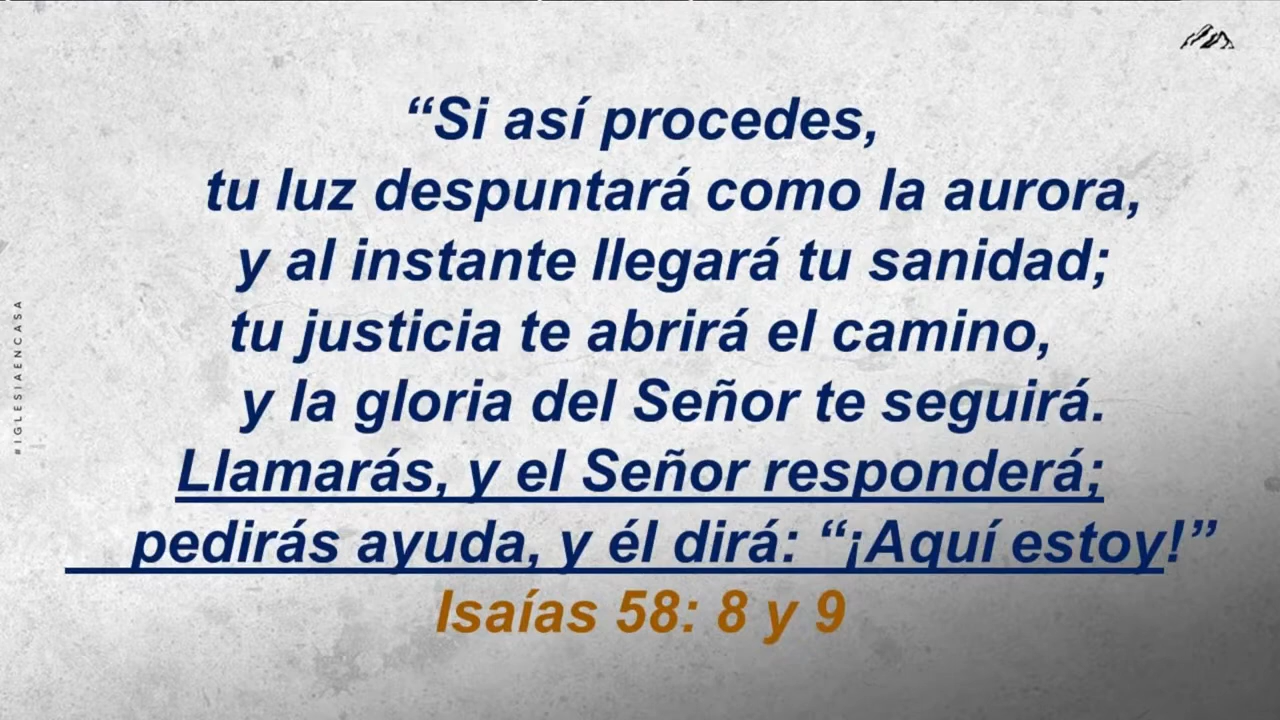 “Si así procedes,
tu luz despuntará como la aurora,
y al instante llegará tu sanidad;
tu justicia te abrirá el camino,
y la gloria del Señor te seguirá.
Llamarás, y el Señor responderá;
pedirás ayuda, y él dirá: “¡Aquí estoy!”
Isaías 58: 8 y 9
#IGLESIAENCASA